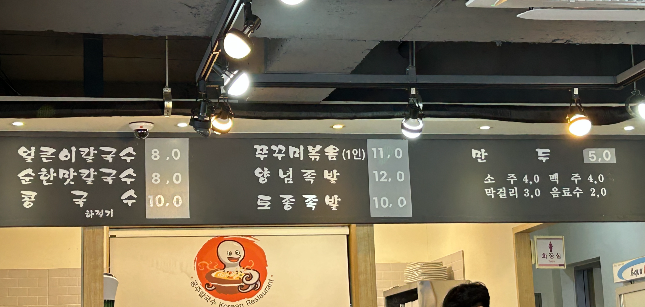 얼큰이칼국수 8.0
순한맛칼국수 8.0
콩국수 10.0
하절기
쭈꾸미볶음(1인) 11.0
양념족발 12.0
토종족발 10.0
만두 5.0
소주 4.0 맥주 4.0
막걸리 3.0 음료수 2.0
Korean Restaurant
화장실